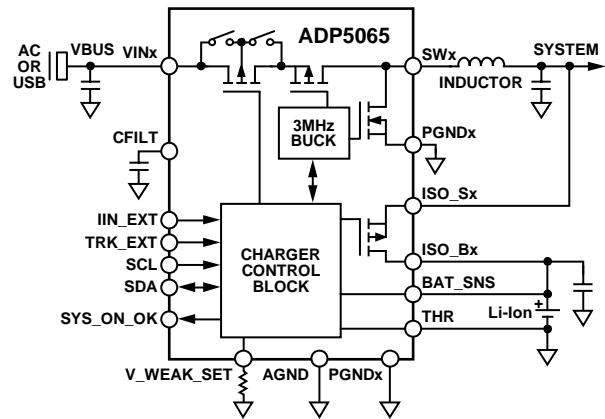 ADP5065
AC
OR
USB
VBUS
VINx
SWx
SYSTEM
INDUCTOR
3MHz
BUCK
PGNDx
CFILT
ISO_Sx
IIN_EXT
TRK_EXT
SCL
SDA
SYS_ON_OK
CHARGER
CONTROL
BLOCK
ISO_Bx
BAT_SNS
+
Li-Ion
THR
V_WEAK_SET
AGND
PGNDx